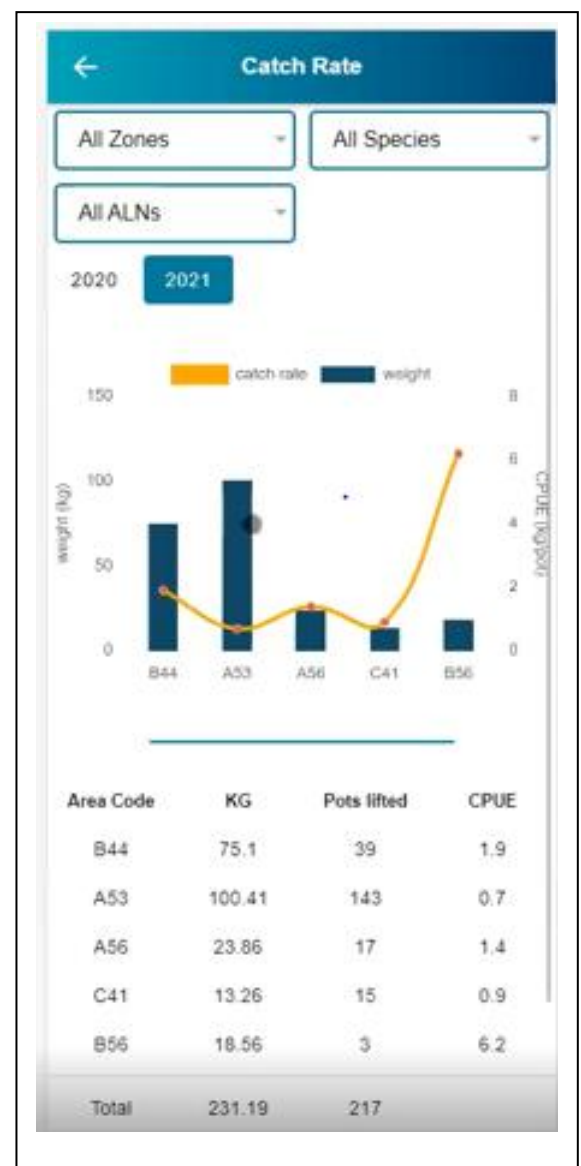 Catch Rate
All Zones All Species
All ALNs
2020 2021
catch rate weight
150 8
6
100
weight (kg) CPUE (kg/pot)
4
50
2
0 0
B44 A53 A56 C41 B56
Area Code KG Pots lifted CPUE
B44 75.1 39 1.9
A53 100.41 143 0.7
A56 23.86 17 1.4
C41 13.26 15 0.9
B56 18.56 3 6.2
Total 231.19 217